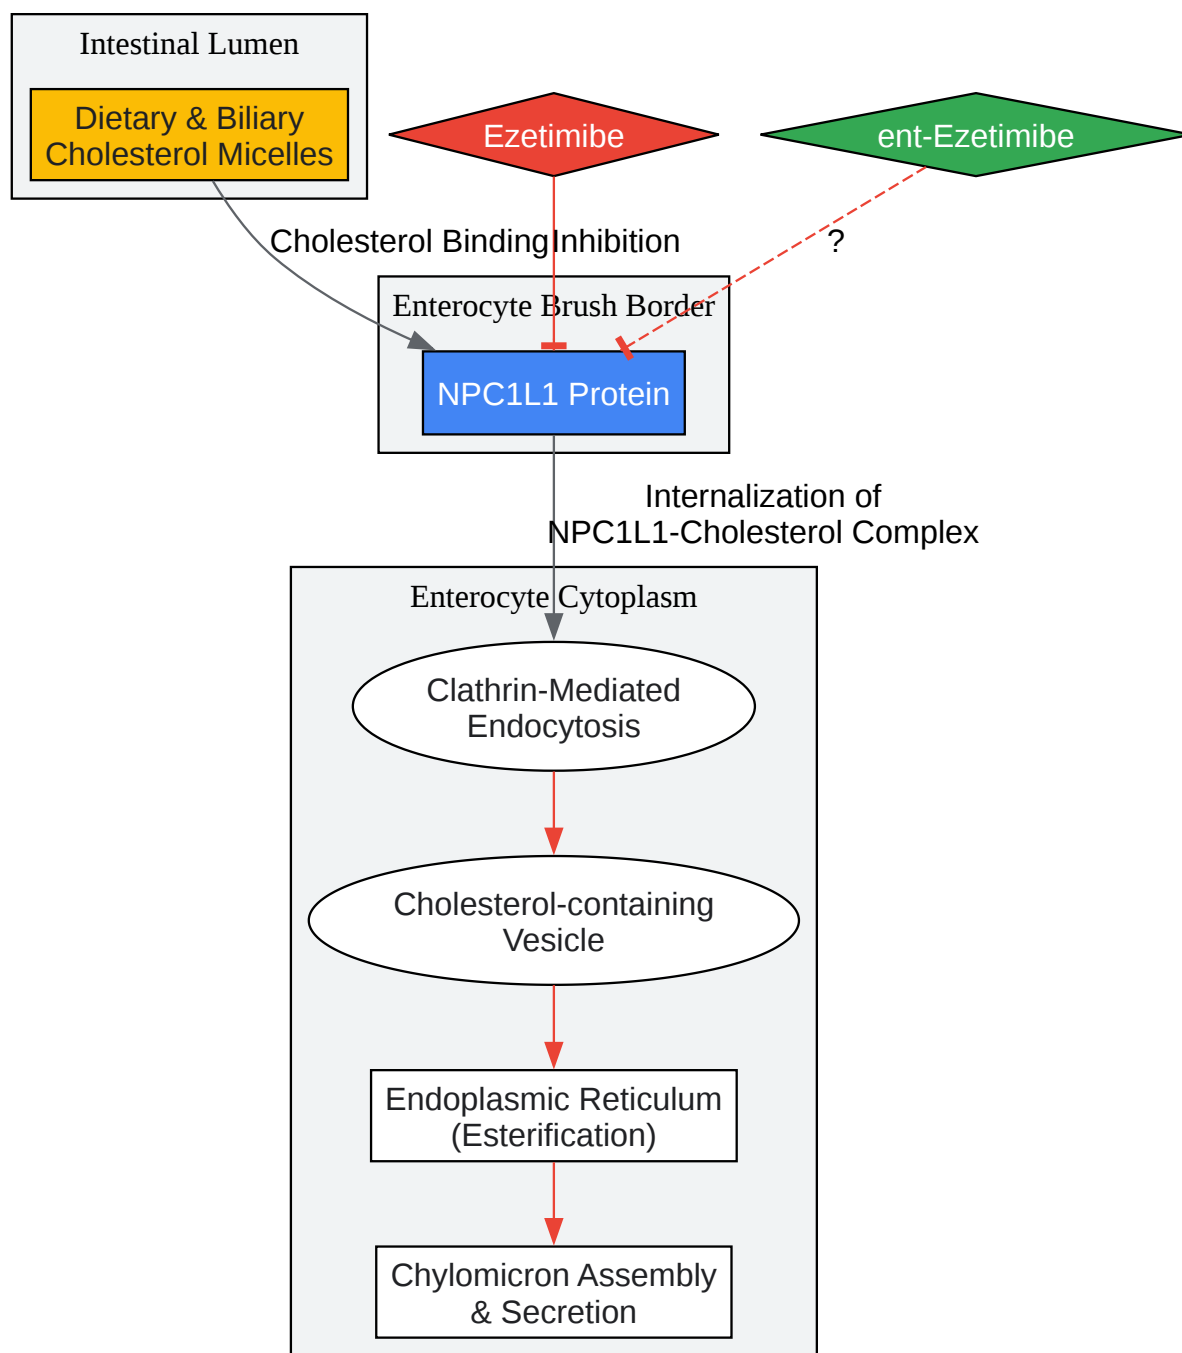 Intestinal Lumen
Dietary & Biliary
Cholesterol Micelles
Ezetimibe
ent-Ezetimibe
Cholesterol Binding
Inhibition
?
Enterocyte Brush Border
NPC1L1 Protein
Internalization of
NPC1L1-Cholesterol Complex
Enterocyte Cytoplasm
Clathrin-Mediated
Endocytosis
Cholesterol-containing
Vesicle
Endoplasmic Reticulum
(Esterification)
Chylomicron Assembly
& Secretion